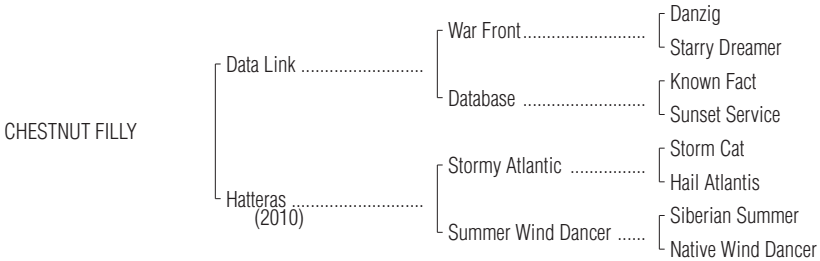 Danzig
War Front..........................
Starry Dreamer
Data Link ..........................
Known Fact
Database ..........................
Sunset Service
CHESTNUT FILLY
Storm Cat
Stormy Atlantic ................
Hail Atlantis
Hatteras ............................
(2010)
Siberian Summer
Summer Wind Dancer ......
Native Wind Dancer